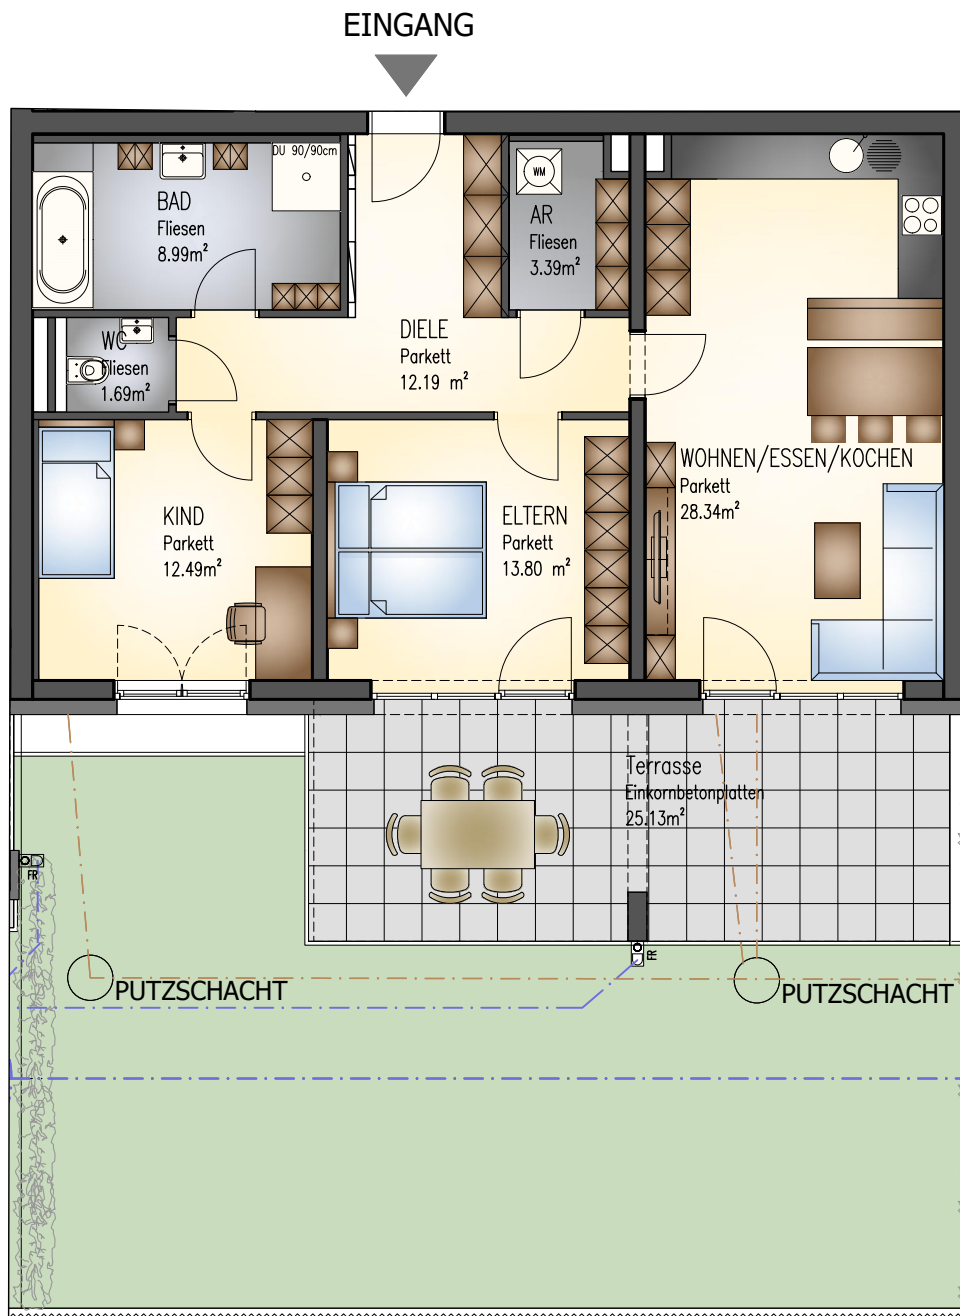 EINGANG
DU 90/90cm
BAD
Fliesen
8.99m²
WM
AR
Fliesen
3.39m²
WC
Fliesen
1.69m²
DIELE
Parkett
12.19 m²
WOHNEN/ESSEN/KOCHEN
Parkett
28.34m²
KIND
Parkett
12.49m²
ELTERN
Parkett
13.80 m²
Terrasse
Einkornbetonplatten
25.13m²
FR
FR
PUTZSCHACHT
PUTZSCHACHT